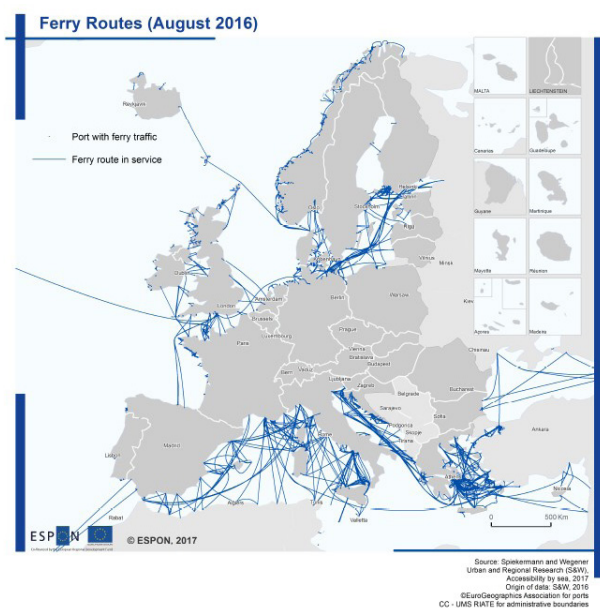 Ferry Routes (August 2016)
Reykjavik
MALTA
LIECHTENSTEIN
Port with ferry traffic
Ferry route in service
Canarias
Guadeloupe
Helsinki
Tallinn
Oslo
Stockholm
Guyane
Martinique
Riga
Copenhagen
Vilnius
Minsk
Dublin
Mayotte
Réunion
London
Amsterdam
Berlin
Warsaw
Brussels
Kiev
Açores
Madeira
Luxembourg
Prague
Paris
Vienna
Bratislava
Budapest
Chisinau
Bern
Vaduz
Ljubljana
Zagreb
Belgrade
Bucharest
Sarajevo
Sofia
Podgorica
Skopje
Tirana
Rome
Madrid
Ankara
Lisbon
Athens
Nicosia
Algiers
Tunis
Valletta
Rabat
0 500 Km
ESPON
© ESPON, 2017
Source: Spiekermann and Wegener
Urban and Regional Research (S&W),
Accessibility by sea, 2017
Origin of data: S&W, 2016
©EuroGeographics Association for ports
CC - UMS RIATE for administrative boundaries